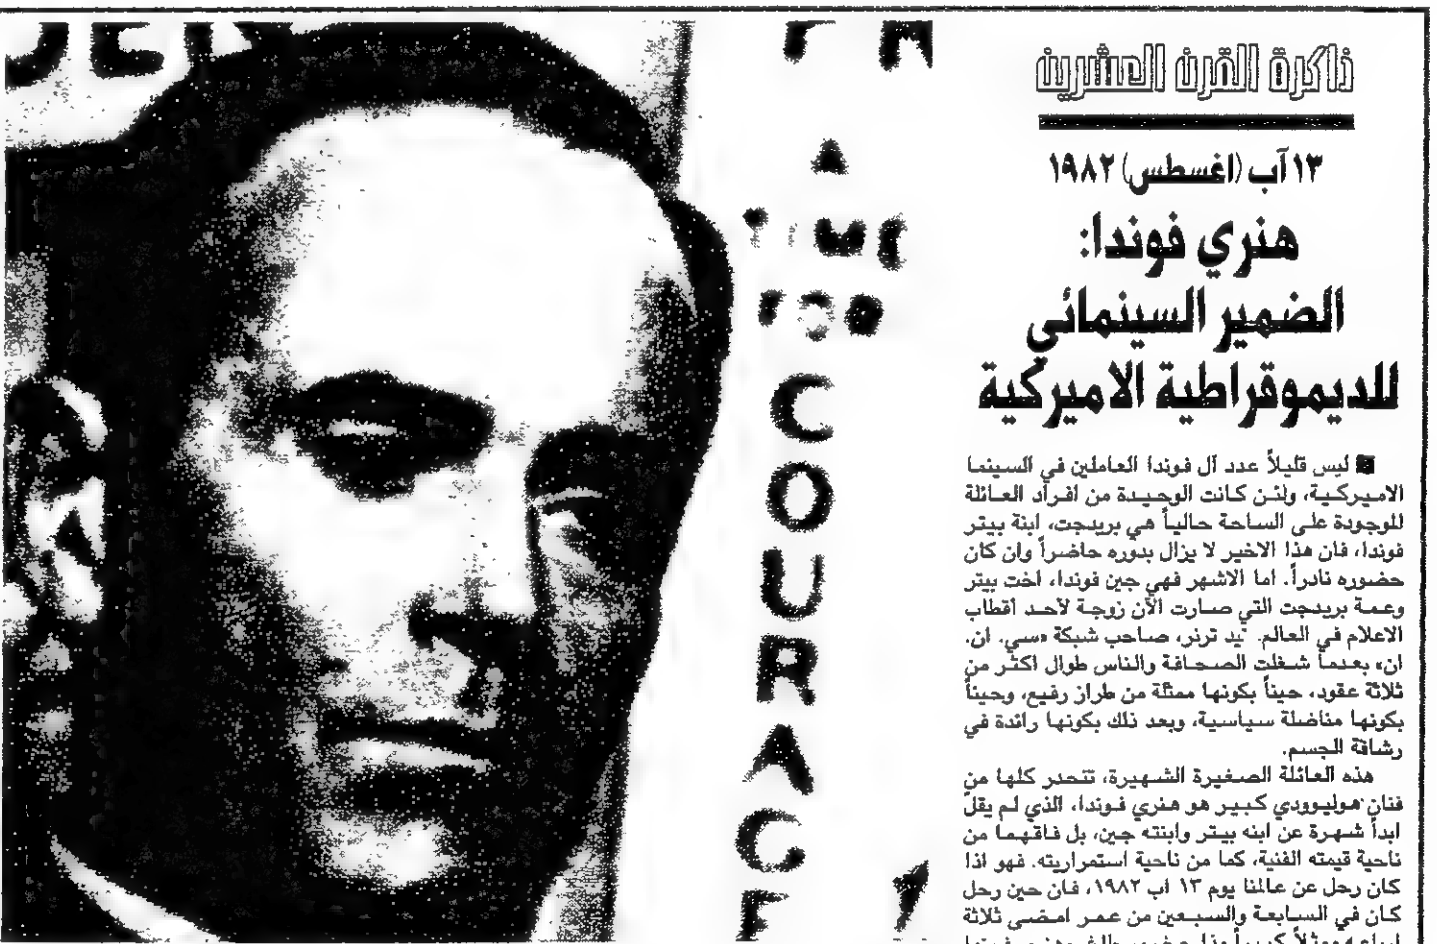 ذاكرة القرن العشرين
١٣ آب (اغسطس) ١٩٨٢
هنري فوندا:
الضمير السينمائي
للديموقراطية الاميركية
■ ليس قليلاً عدد آل فوندا العاملين في السينما
الاميركية، ولئن كانت الوحيدة من افراد العائلة
الموجودة على الساحة حالياً هي بريدجت، ابنة بيتر
فوندا، فان هذا الاخير لا يزال بدوره حاضراً وان كان
حضوره نادراً. اما الاشهر فهي جين فوندا، اخت بيتر
وعمة بريدجت التي صارت الآن زوجة لأحد أقطاب
الاعلام في العالم. تيد ترنر، صاحب شبكة «سي. ان.
ان» بعدما شغلت الصحافة والناس طوال اكثر من
ثلاثة عقود، حيناً بكونها ممثلة من طراز رفيع، وحيناً
بكونها مناضلة سياسية، وبعد ذلك بكونها رائدة في
رشاقة الجسم.
هذه العائلة الصغيرة الشهيرة، تتحدر كلها من
فنان هوليوودي كبير هو هنري فوندا، الذي لم يقلّ
ابداً شهرة عن ابنه بيتر وابنته جين، بل فاقهما من
ناحية قيمته الفنية، كما من ناحية استمراريته. فهو اذا
كان رحل عن عالمنا يوم ١٣ اب ١٩٨٢، فان حين رحل
كان في السابعة والسبعين من عمر امضى ثلاثة
A
TIME
FOR
COURAGE